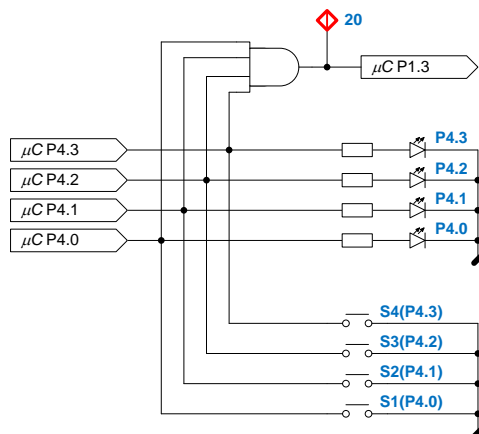 20
μC P1.3
μC P4.3
P4.3
μC P4.2
P4.2
μC P4.1
P4.1
μC P4.0
P4.0
S4(P4.3)
S3(P4.2)
S2(P4.1)
S1(P4.0)